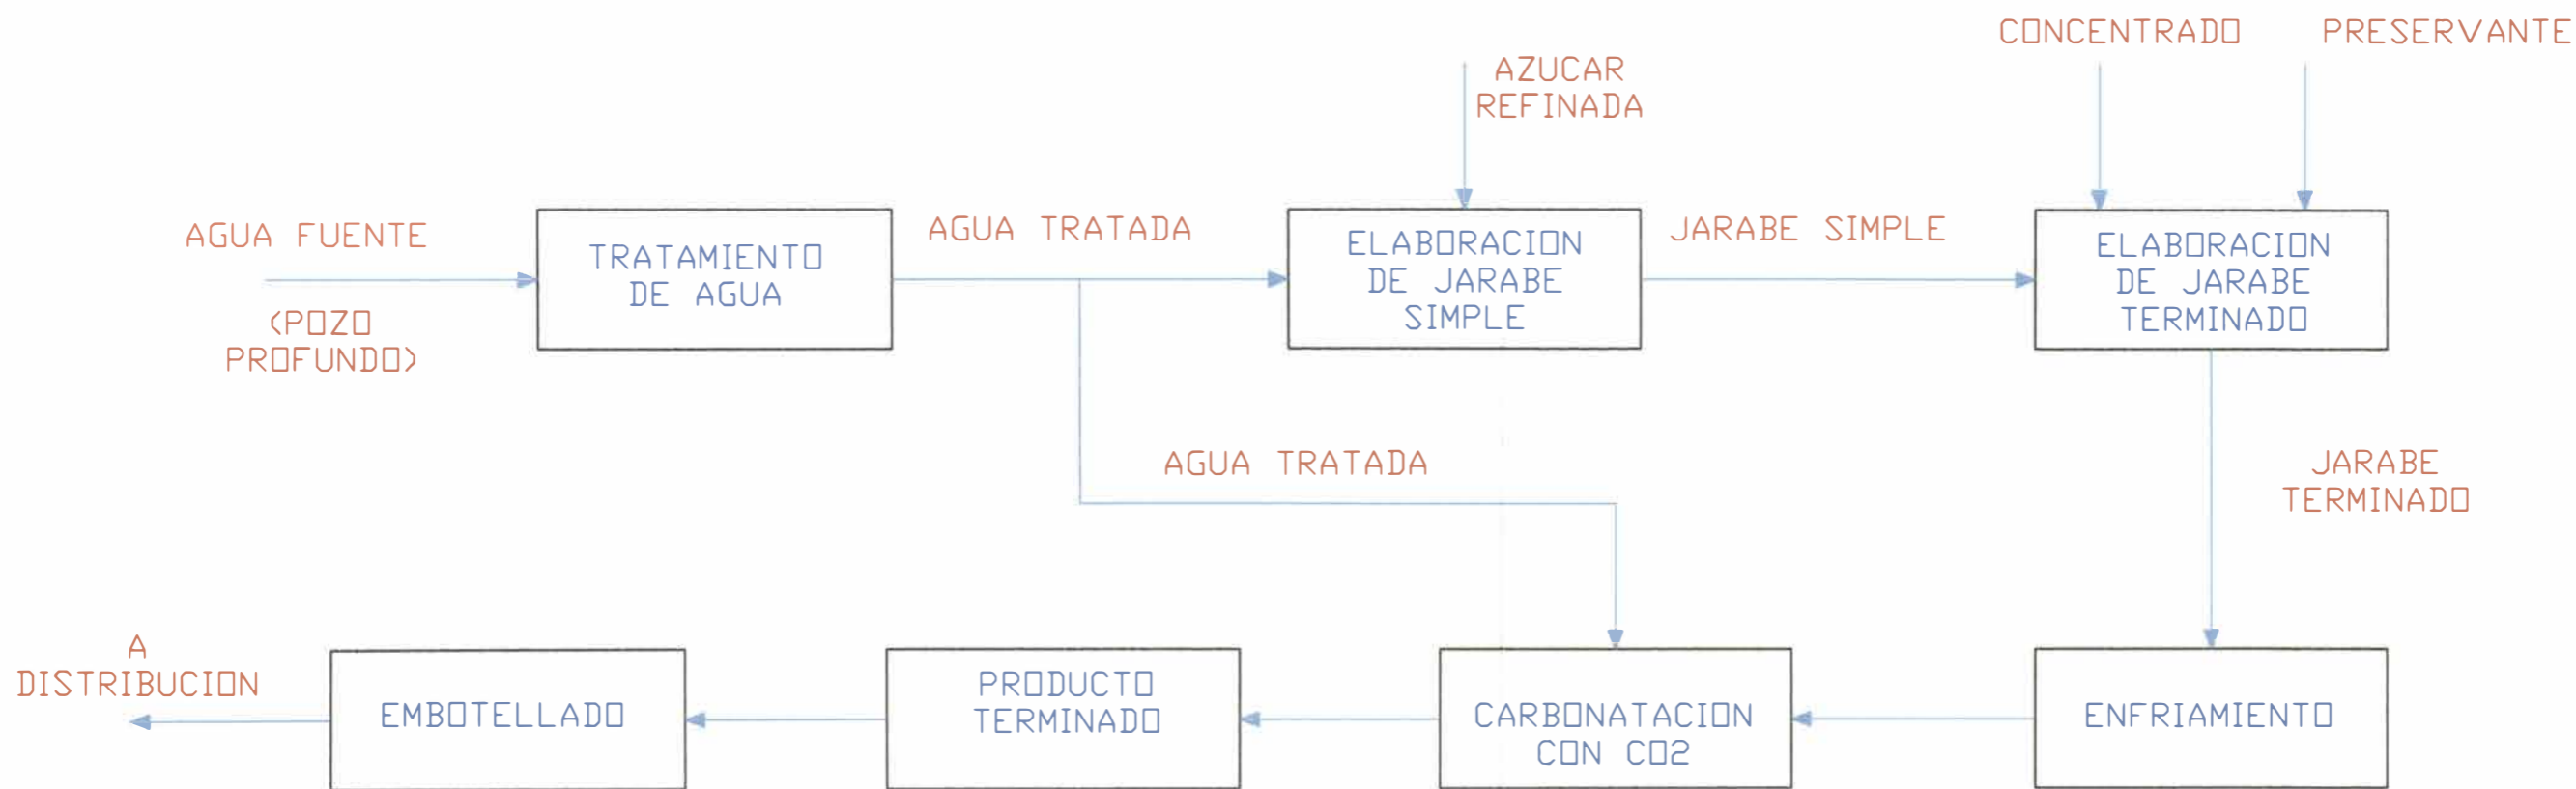 CONCENTRADO
PRESERVANTE
AZUCAR
REFINADA
AGUA FUENTE
(POZO
PROFUNDO)
TRATAMIENTO
DE AGUA
AGUA TRATADA
ELABORACION
DE JARABE
SIMPLE
JARABE SIMPLE
ELABORACION
DE JARABE
TERMINADO
AGUA TRATADA
JARABE
TERMINADO
A
DISTRIBUCION
EMBOTELLADO
PRODUCTO
TERMINADO
CARBONATACION
CON CO2
ENFRIAMIENTO